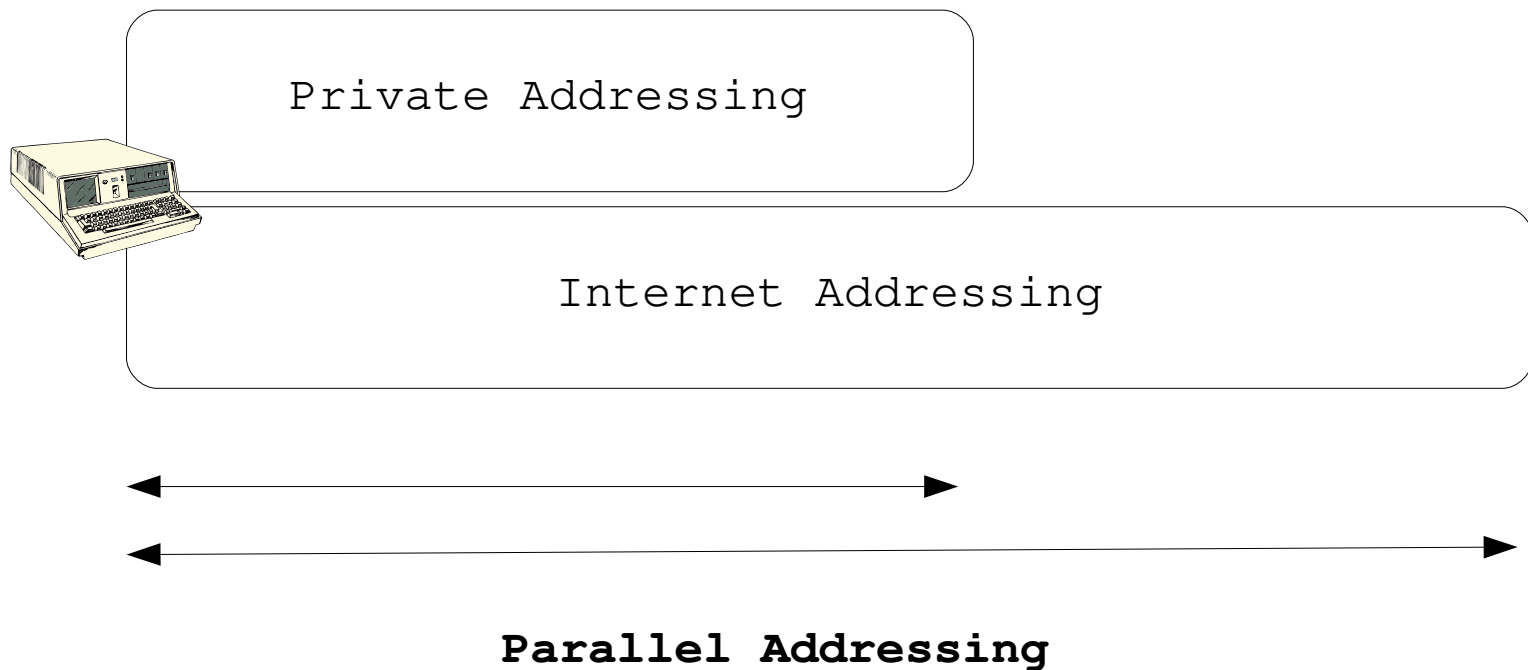 Private Addressing
Internet Addressing
Parallel Addressing